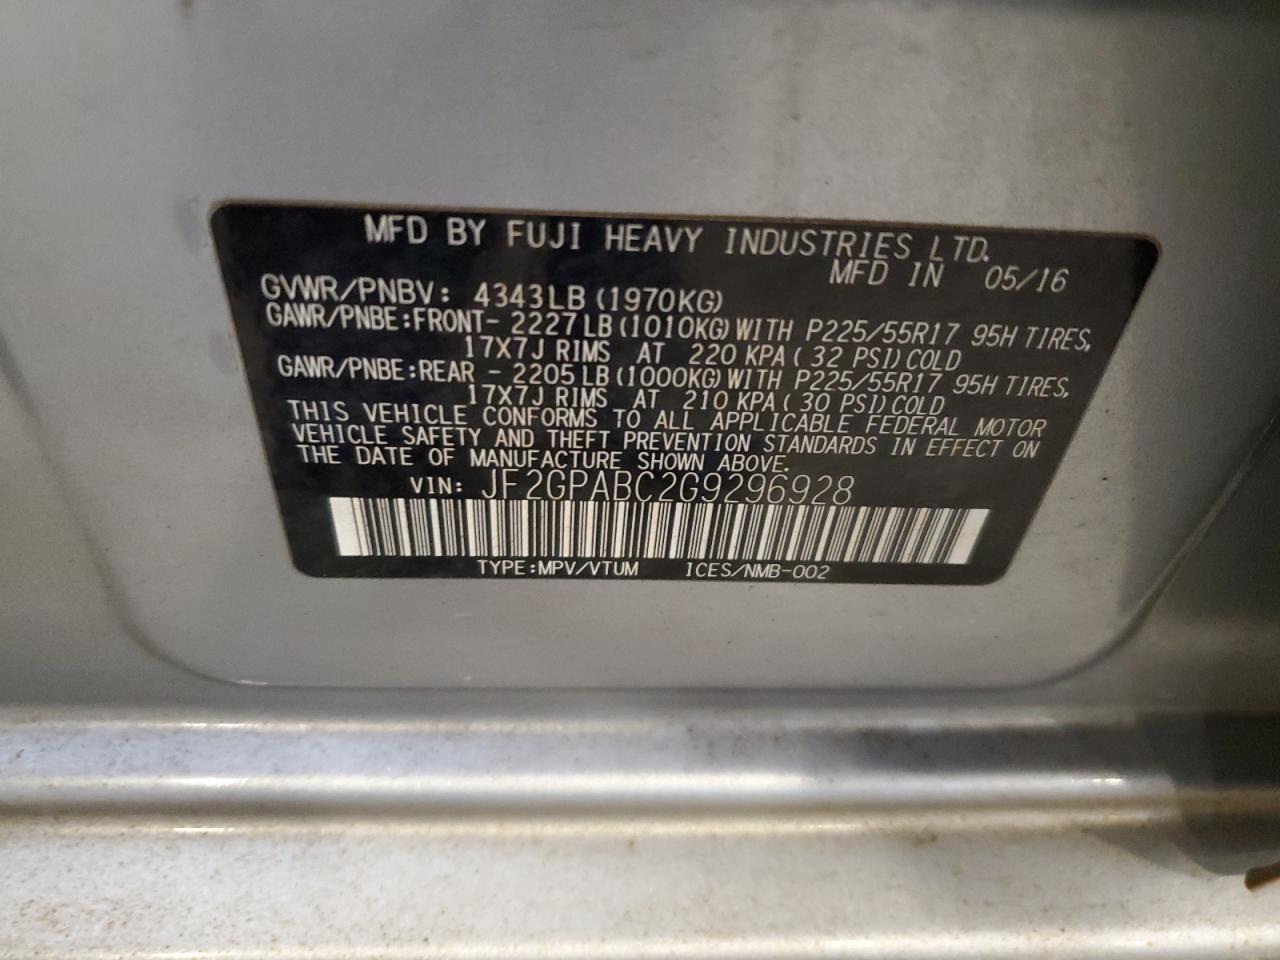 MFD BY FUJI HEAVY INDUSTRIES LTD.
MFD IN 05/16
GVWR/PNBV: 4343LB (1970KG)
GAWR/PNBE:FRONT- 2227LB (1010KG) WITH P225/55R17 95H TIRES,
17X7J RIMS AT 220 KPA ( 32 PSI) COLD
GAWR/PNBE:REAR - 2205LB (1000KG) WITH P225/55R17 95H TIRES,
17X7J RIMS AT 210 KPA ( 30 PSI) COLD
THIS VEHICLE CONFORMS TO ALL APPLICABLE FEDERAL MOTOR
VEHICLE SAFETY AND THEFT PREVENTION STANDARDS IN EFFECT ON
THE DATE OF MANUFACTURE SHOWN ABOVE.
VIN: JF2GPABC2G9296928
TYPE:MPV/VTUM ICES/NMB-002